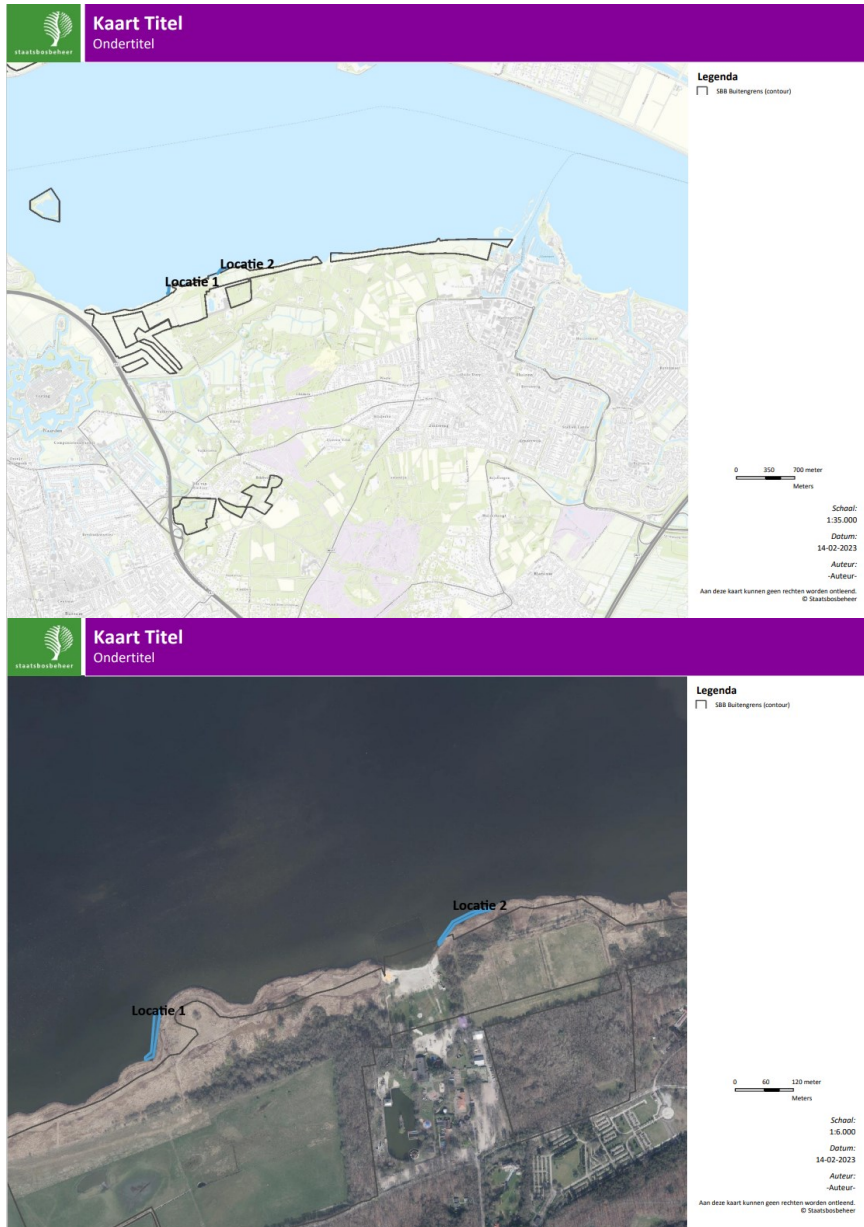 staatsbosbeheer
Kaart Titel
Ondertitel
Legenda
SBB Buitengrens (contour)
Locatie 2
Locatie 1
0 350 700 meter
Meters
Schaal:
1:35.000
Datum:
14-02-2023
Auteur:
-Auteur-
Aan deze kaart kunnen geen rechten worden ontleend.
© Staatsbosbeheer
staatsbosbeheer
Kaart Titel
Ondertitel
Legenda
SBB Buitengrens (contour)
Locatie 2
Locatie 1
0 60 120 meter
Meters
Schaal:
1:6.000
Datum:
14-02-2023
Auteur:
-Auteur-
Aan deze kaart kunnen geen rechten worden ontleend.
© Staatsbosbeheer